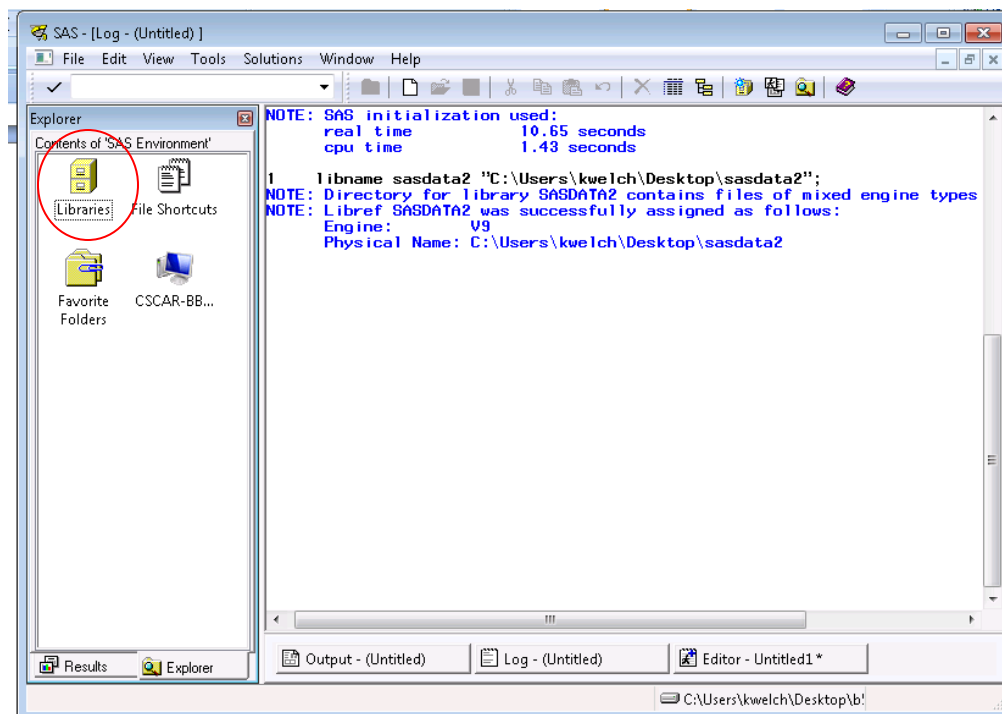 SAS - [Log - (Untitled) ]
File Edit View Tools Solutions Window Help
Explorer
Contents of 'SAS Environment'
Libraries
File Shortcuts
Favorite Folders
CSCAR-BB...
NOTE: SAS initialization used:
real time 10.65 seconds
cpu time 1.43 seconds
1 libname sasdata2 "C:\Users\kwelch\Desktop\sasdata2";
NOTE: Directory for library SASDATA2 contains files of mixed engine types
NOTE: Libref SASDATA2 was successfully assigned as follows:
Engine: V9
Physical Name: C:\Users\kwelch\Desktop\sasdata2
Results
Explorer
Output - (Untitled)
Log - (Untitled)
Editor - Untitled1 *
C:\Users\kwelch\Desktop\b!